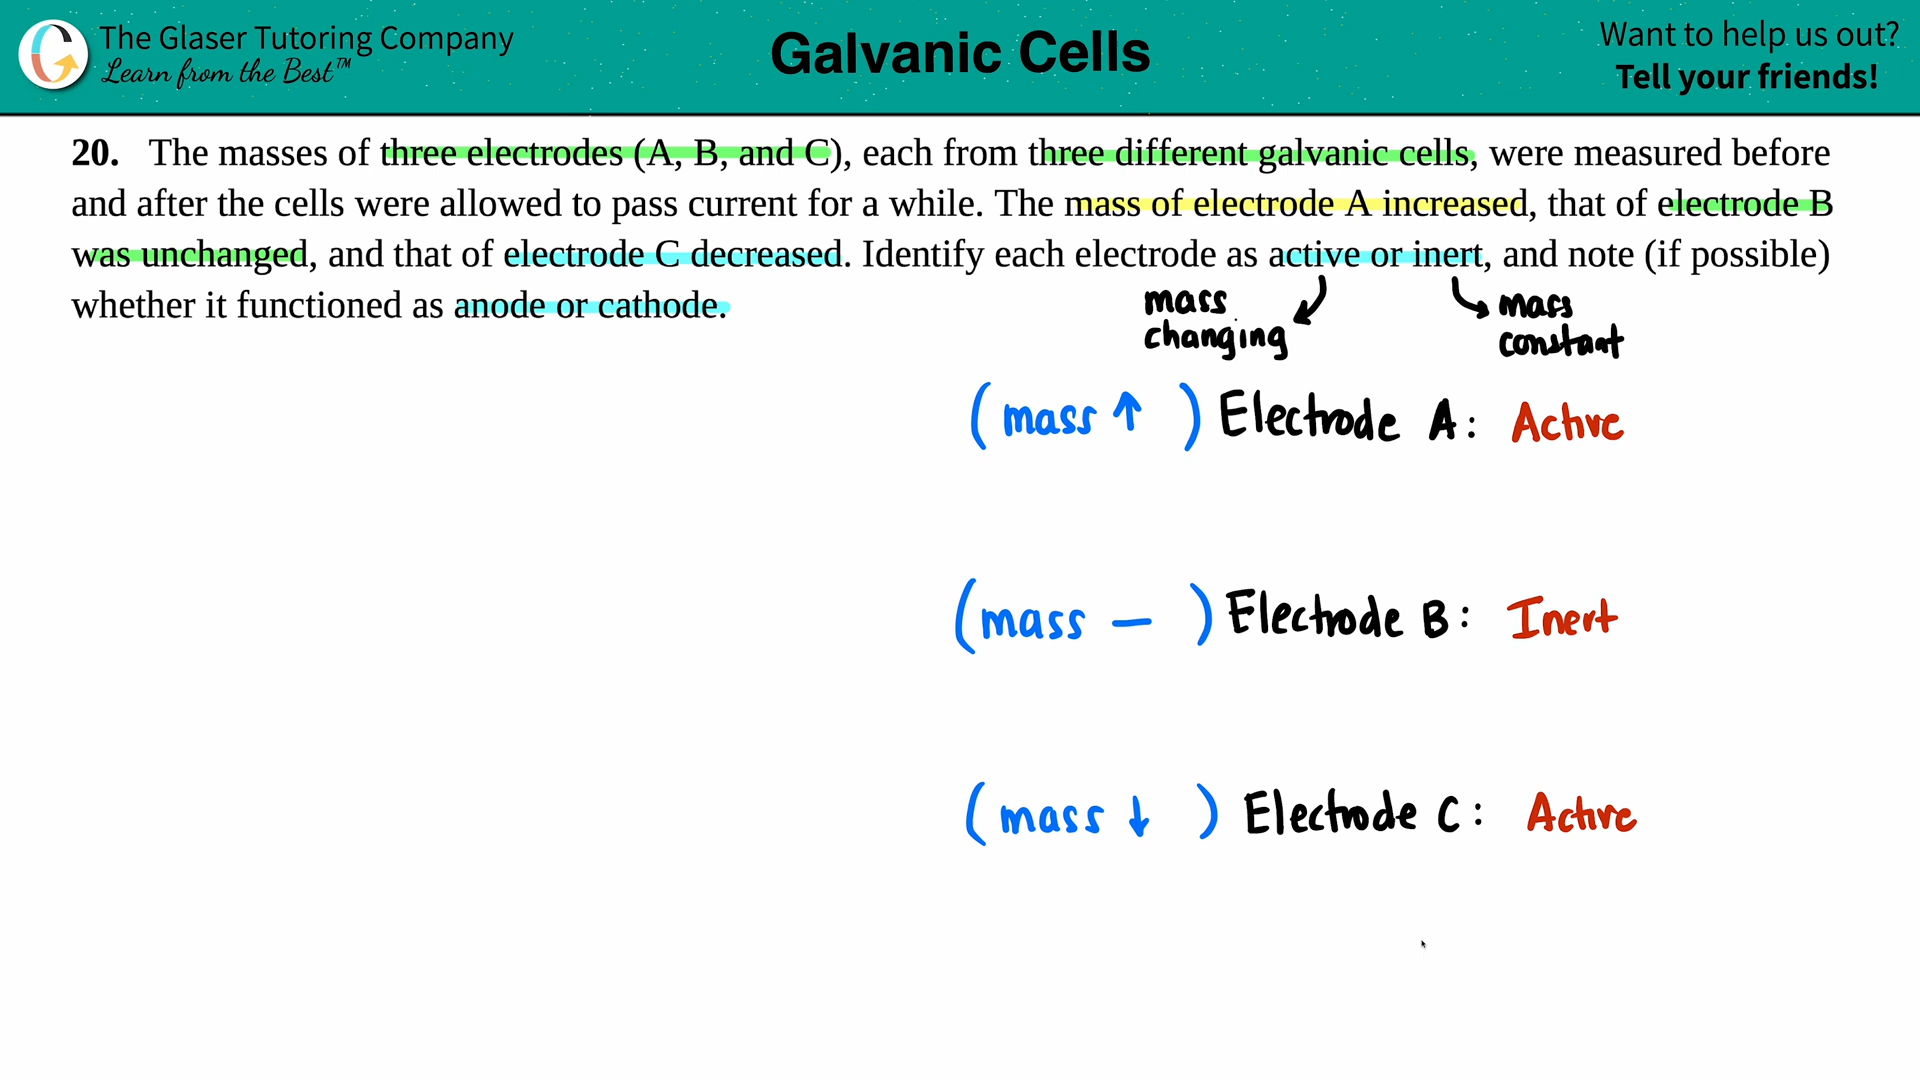 The Glaser Tutoring Company
Learn from the Best™
Galvanic Cells
Want to help us out?
Tell your friends!
20. The masses of three electrodes (A, B, and C), each from three different galvanic cells, were measured before
and after the cells were allowed to pass current for a while. The mass of electrode A increased, that of electrode B
was unchanged, and that of electrode C decreased. Identify each electrode as active or inert, and note (if possible)
whether it functioned as anode or cathode.
mass
changing
mass
constant
(mass ↑ ) Electrode A: Active
(mass — ) Electrode B: Inert
(mass ↓ ) Electrode C: Active